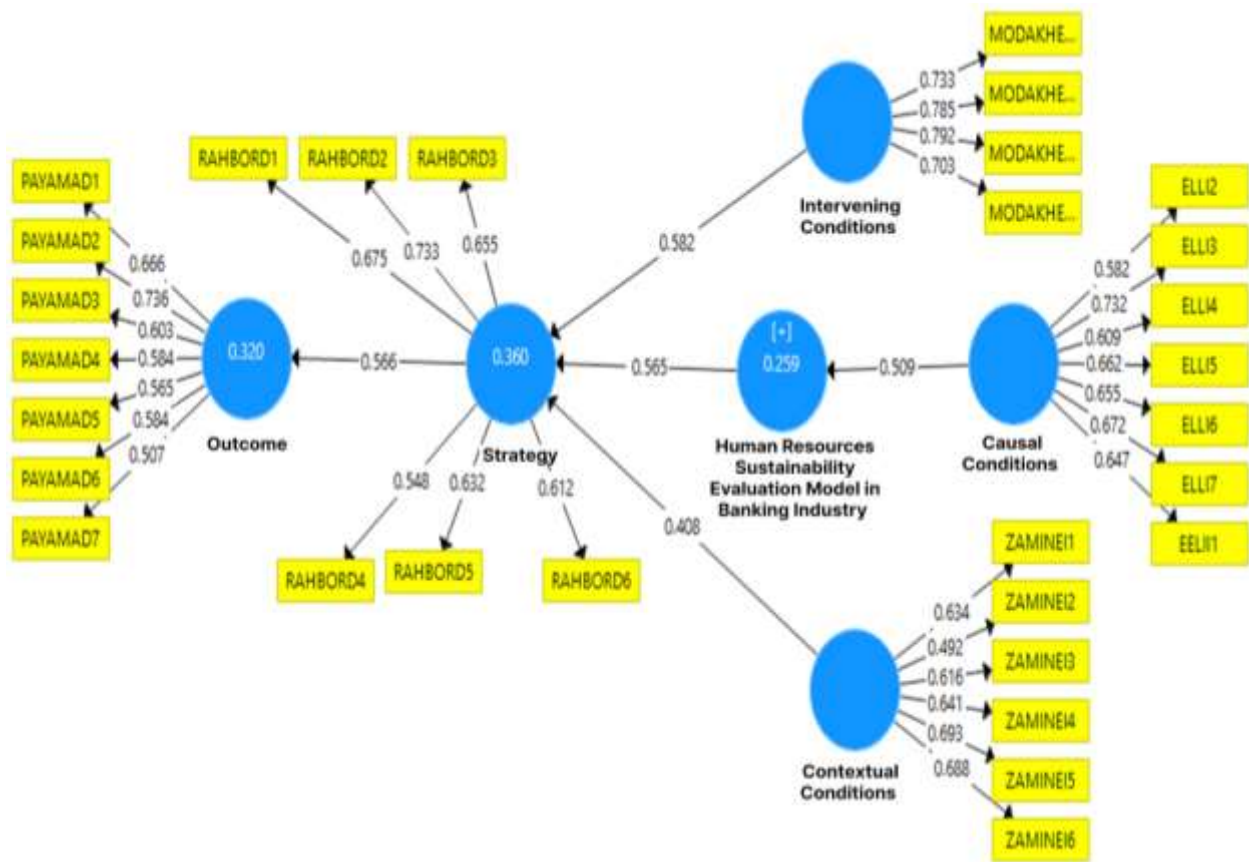 MODAKHE...
MODAKHE...
MODAKHE...
MODAKHE...
0.733
0.785
0.792
0.703
Intervening
Conditions
RAHBORD1
RAHBORD2
RAHBORD3
0.675
0.733
0.655
PAYAMAD1
PAYAMAD2
PAYAMAD3
PAYAMAD4
PAYAMAD5
PAYAMAD6
PAYAMAD7
0.666
0.736
0.603
0.584
0.565
0.584
0.507
0.320
Outcome
0.566
0.360
Strategy
0.582
0.565
0.408
[+]
0.259
Human Resources
Sustainability
Evaluation Model in
Banking Industry
0.509
Causal
Conditions
0.582
0.732
0.609
0.662
0.655
0.672
0.647
ELLI2
ELLI3
ELLI4
ELLI5
ELLI6
ELLI7
EELII1
0.548
0.632
0.612
RAHBORD4
RAHBORD5
RAHBORD6
Contextual
Conditions
0.634
0.492
0.616
0.641
0.693
0.688
ZAMINEI1
ZAMINEI2
ZAMINEI3
ZAMINEI4
ZAMINEI5
ZAMINEI6